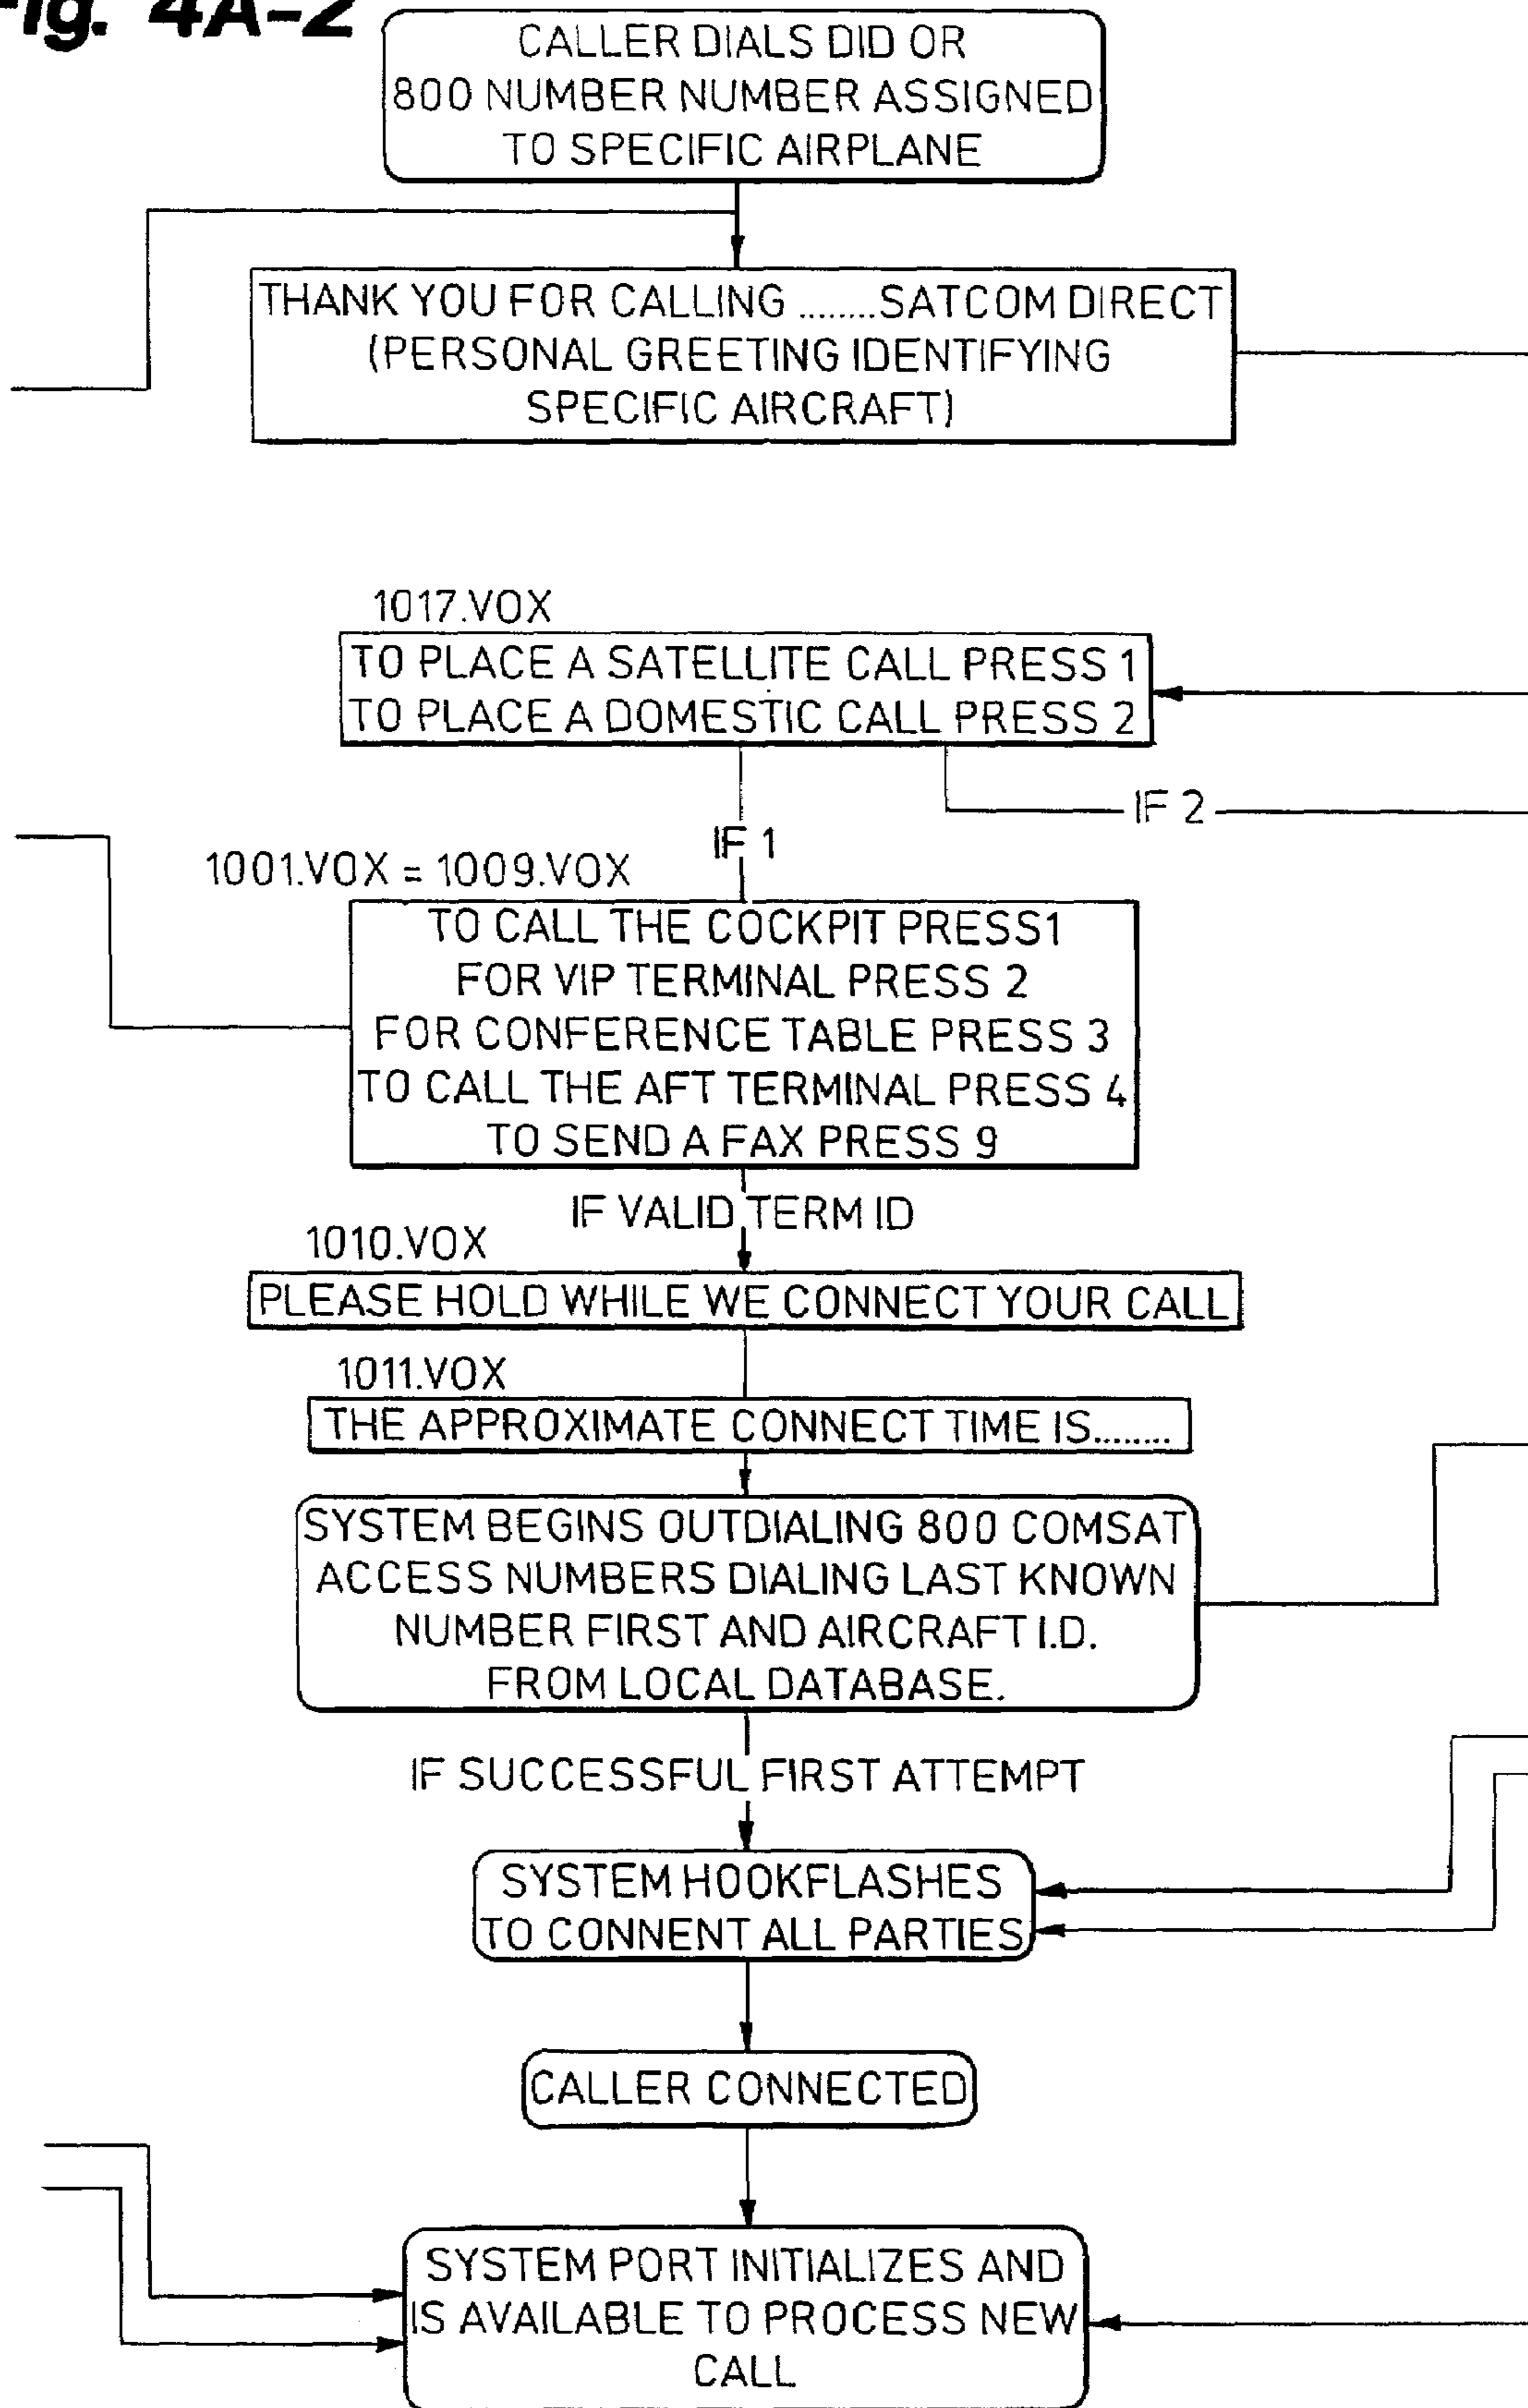 Fig. 4A-2
CALLER DIALS DID OR
800 NUMBER NUMBER ASSIGNED
TO SPECIFIC AIRPLANE
THANK YOU FOR CALLING ........SATCOM DIRECT
(PERSONAL GREETING IDENTIFYING
SPECIFIC AIRCRAFT)
1017.VOX
TO PLACE A SATELLITE CALL PRESS 1
TO PLACE A DOMESTIC CALL PRESS 2
IF 2
IF 1
1001.VOX = 1009.VOX
TO CALL THE COCKPIT PRESS1
FOR VIP TERMINAL PRESS 2
FOR CONFERENCE TABLE PRESS 3
TO CALL THE AFT TERMINAL PRESS 4
TO SEND A FAX PRESS 9
IF VALID TERM ID
1010.VOX
PLEASE HOLD WHILE WE CONNECT YOUR CALL
1011.VOX
THE APPROXIMATE CONNECT TIME IS........
SYSTEM BEGINS OUTDIALING 800 COMSAT
ACCESS NUMBERS DIALING LAST KNOWN
NUMBER FIRST AND AIRCRAFT I.D.
FROM LOCAL DATABASE.
IF SUCCESSFUL FIRST ATTEMPT
SYSTEM HOOKFLASHES
TO CONNENT ALL PARTIES
CALLER CONNECTED
SYSTEM PORT INITIALIZES AND
IS AVAILABLE TO PROCESS NEW
CALL